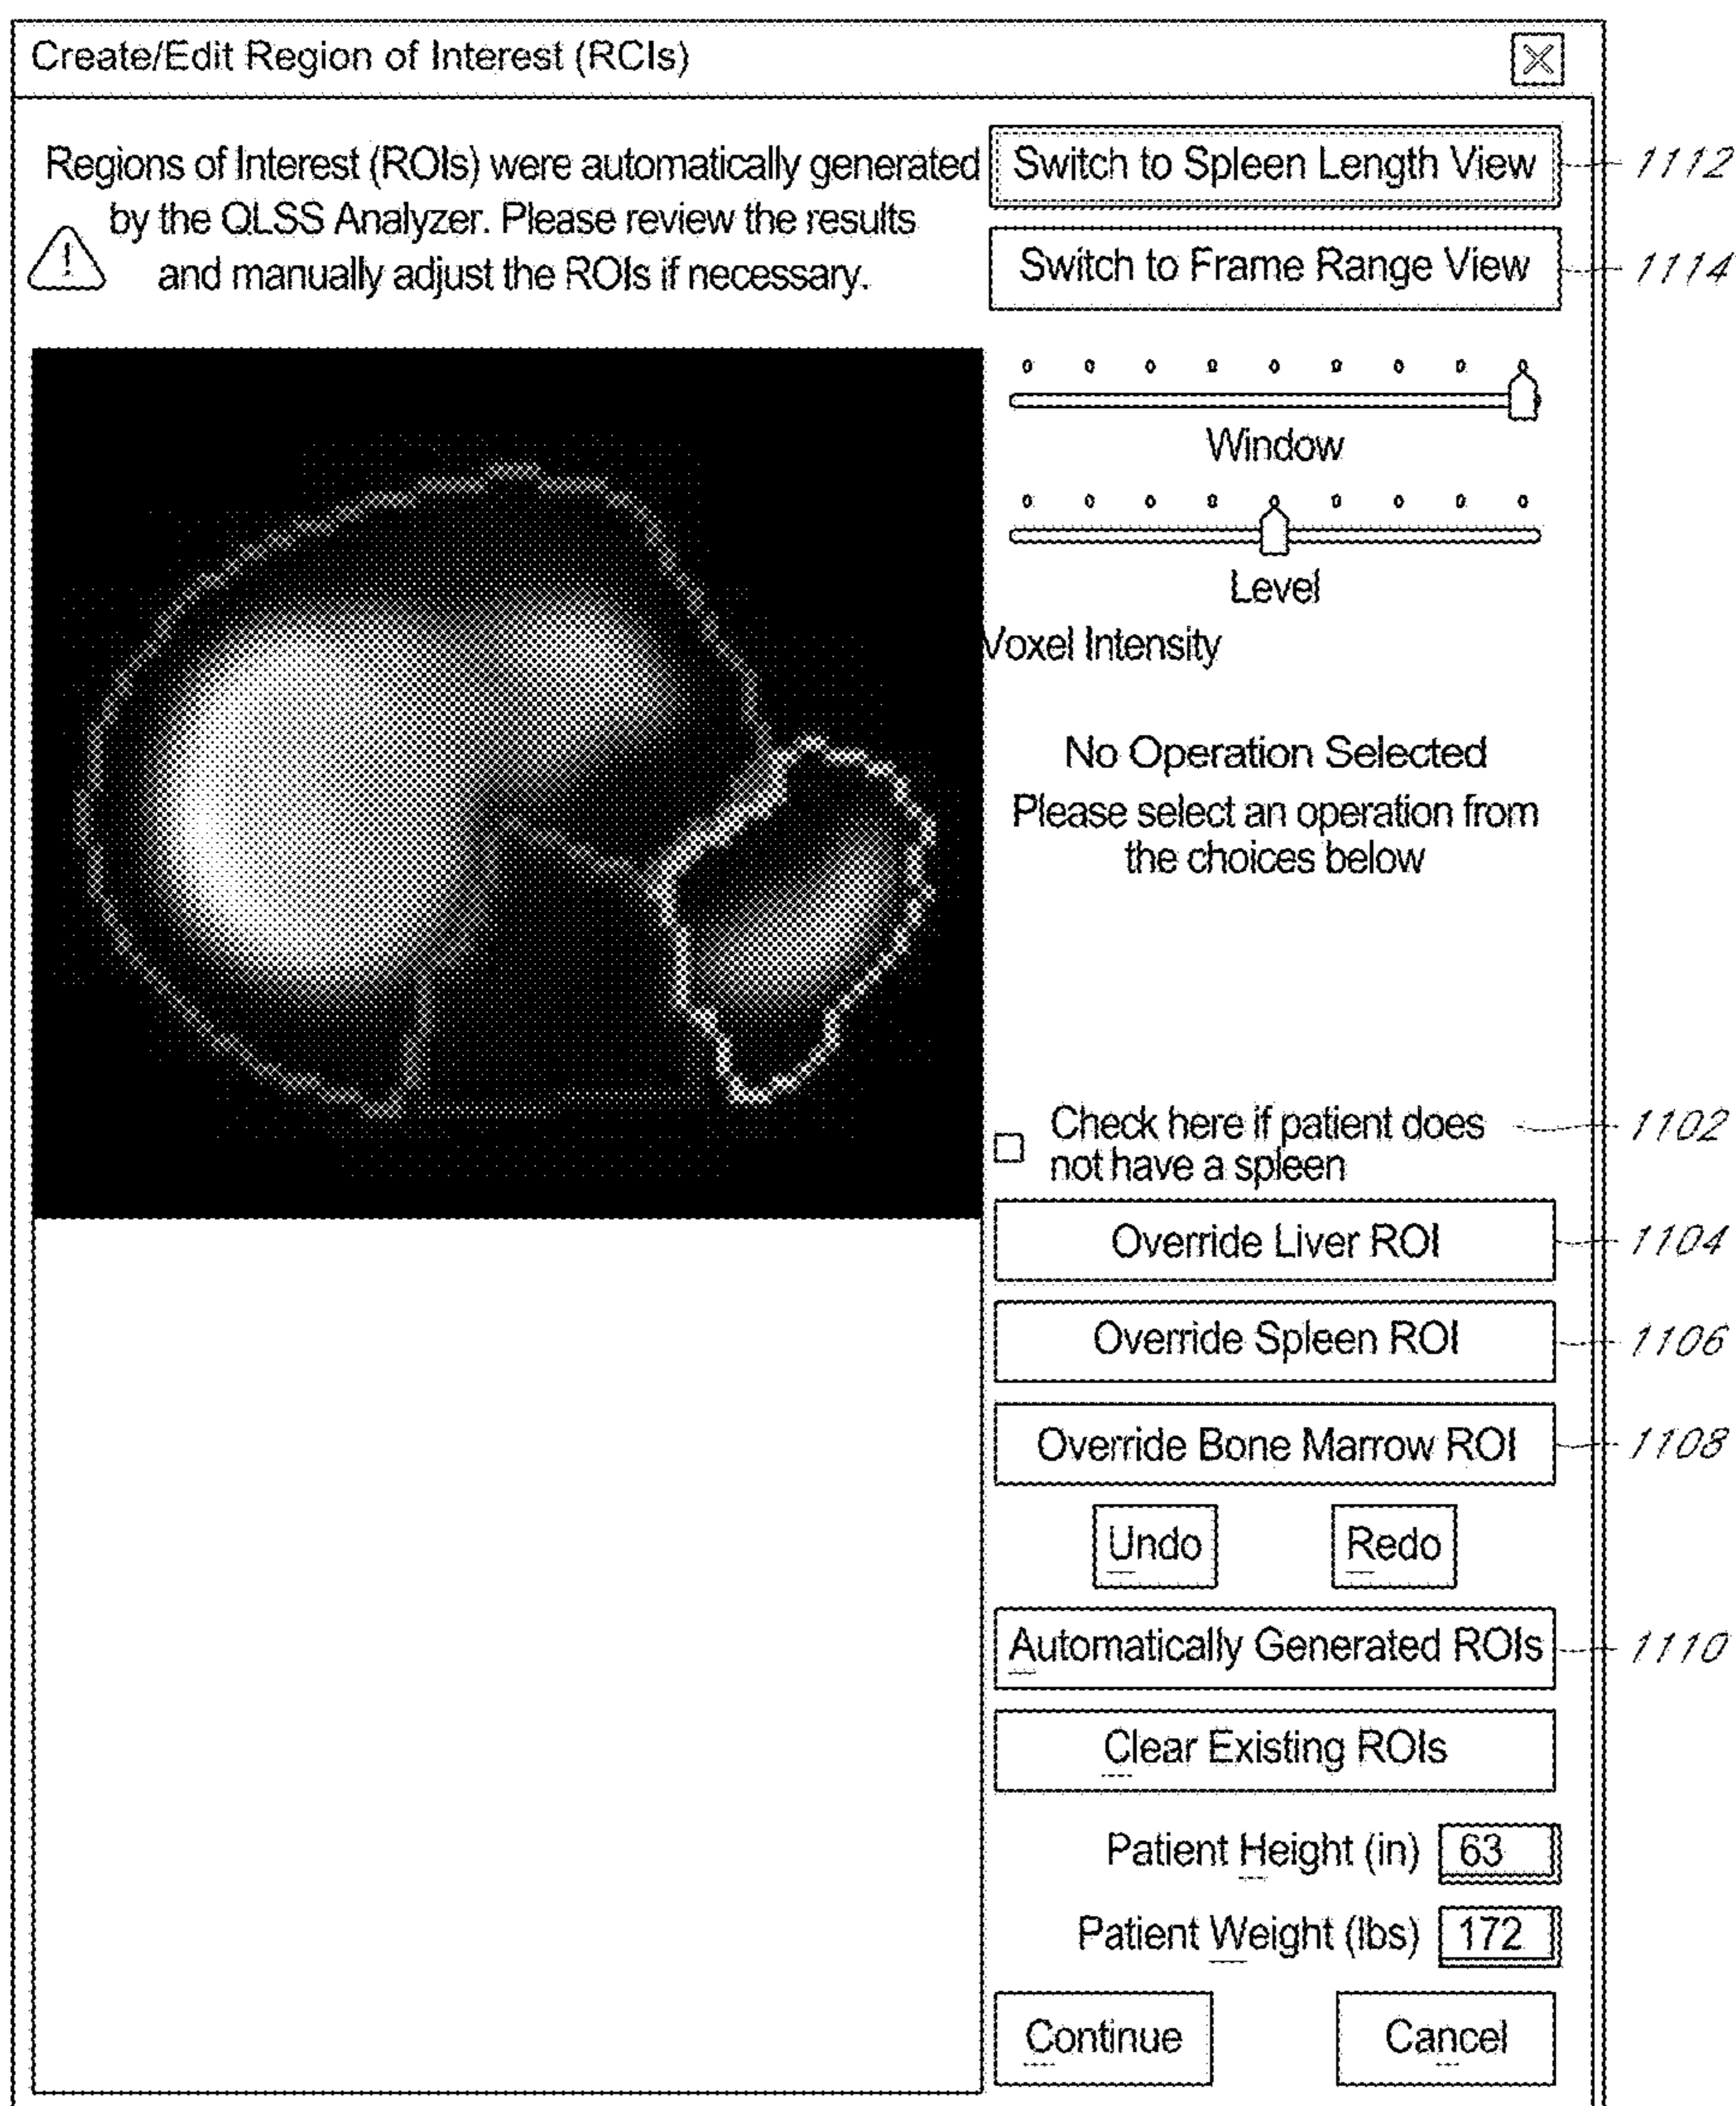 Create/Edit Region of Interest (RCIs)
Regions of Interest (ROIs) were automatically generated
by the QLSS Analyzer. Please review the results
and manually adjust the ROIs if necessary.
!
Switch to Spleen Length View
1112
Switch to Frame Range View
1114
Window
Level
Voxel Intensity
No Operation Selected
Please select an operation from
the choices below
Check here if patient does
not have a spleen
1102
Override Liver ROI
1104
Override Spleen ROI
1106
Override Bone Marrow ROI
1108
Undo
Redo
Automatically Generated ROIs
1110
Clear Existing ROIs
Patient Height (in) 63
Patient Weight (lbs) 172
Continue
Cancel